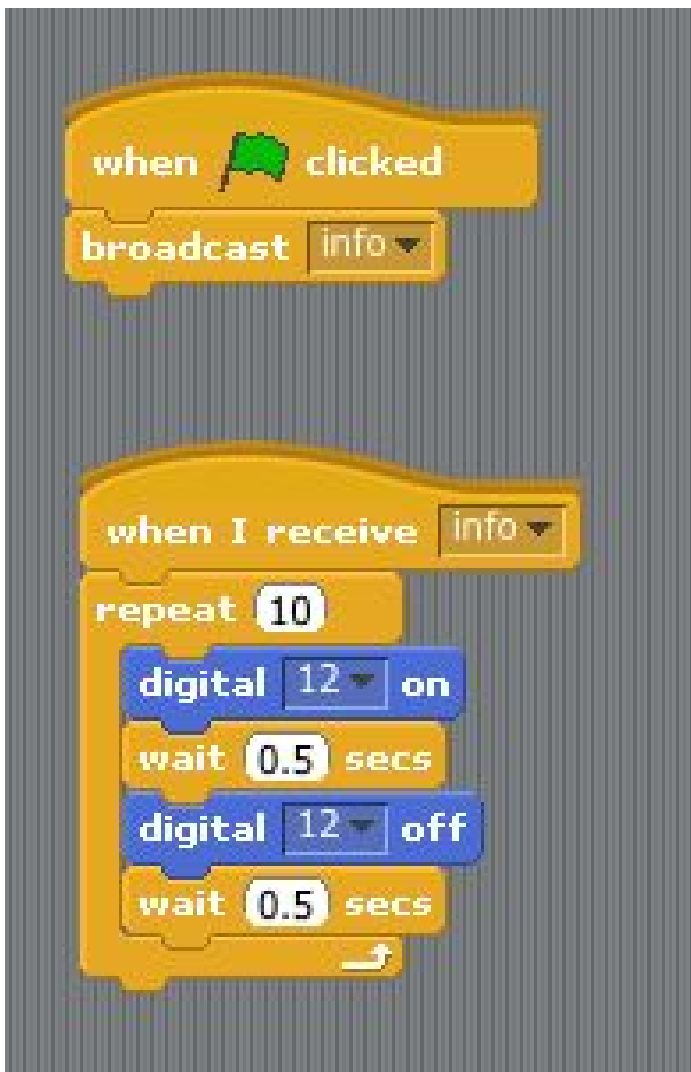 when clicked
broadcast info
when I receive info
repeat 10
digital 12 on
wait 0.5 secs
digital 12 off
wait 0.5 secs